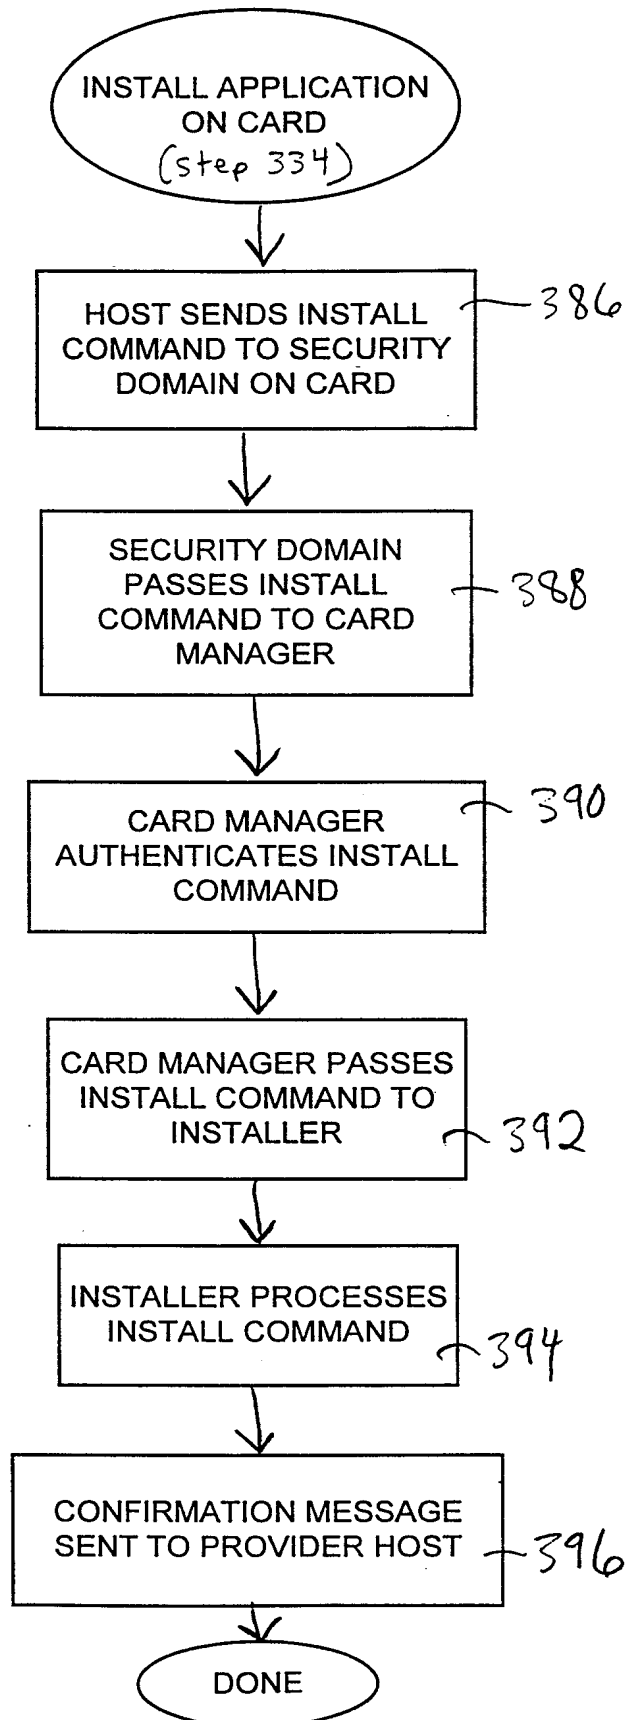 INSTALL APPLICATION
ON CARD
(step 334)
HOST SENDS INSTALL
COMMAND TO SECURITY
DOMAIN ON CARD
386
SECURITY DOMAIN
PASSES INSTALL
COMMAND TO CARD
MANAGER
388
CARD MANAGER
AUTHENTICATES INSTALL
COMMAND
390
CARD MANAGER PASSES
INSTALL COMMAND TO
INSTALLER
392
INSTALLER PROCESSES
INSTALL COMMAND
394
CONFIRMATION MESSAGE
SENT TO PROVIDER HOST
396
DONE